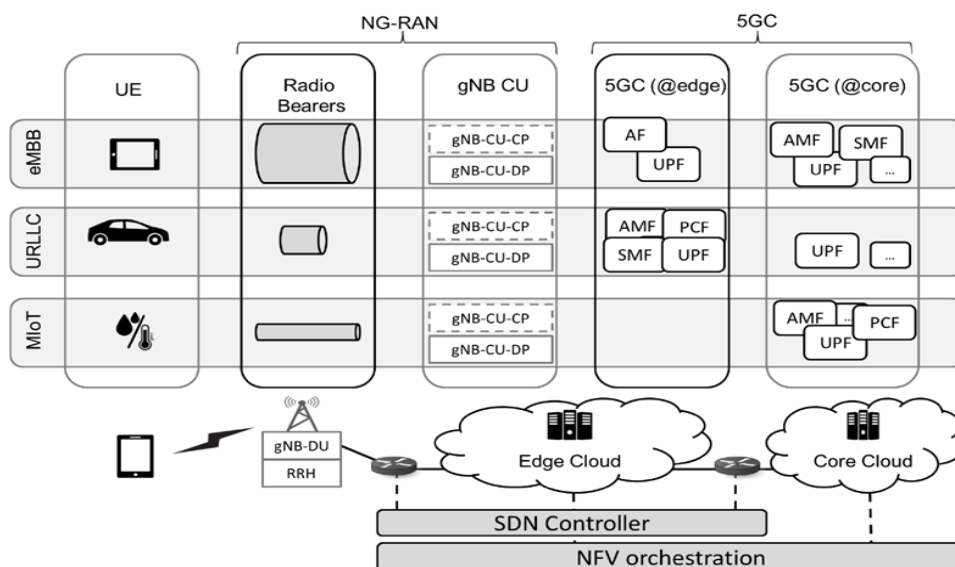 NG-RAN
5GC
UE
Radio
Bearers
gNB CU
5GC (@edge)
5GC (@core)
eMBB
gNB-CU-CP
gNB-CU-DP
AF
UPF
AMF
SMF
UPF
...
URLLC
gNB-CU-CP
gNB-CU-DP
AMF
PCF
SMF
UPF
UPF
...
MIoT
gNB-CU-CP
gNB-CU-DP
AMF
...
PCF
UPF
gNB-DU
RRH
Edge Cloud
Core Cloud
SDN Controller
NFV orchestration